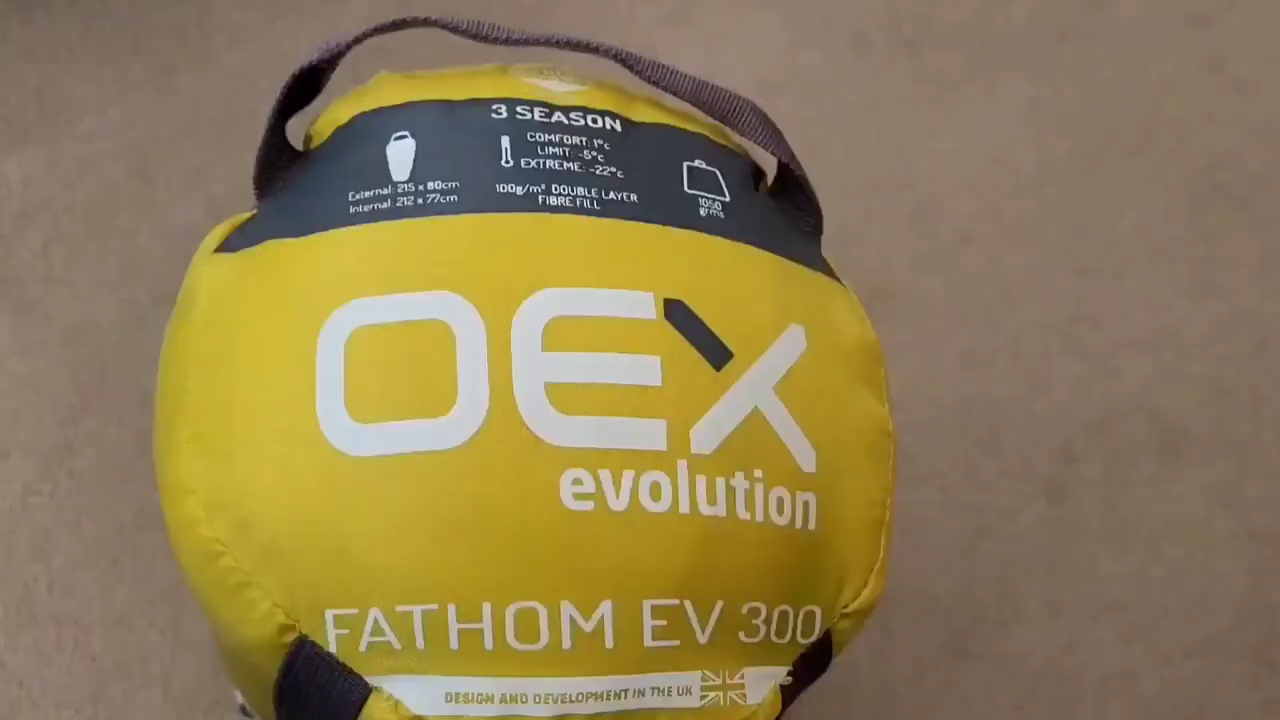 3 SEASON
COMFORT: 1°c
LIMIT: -5°c
EXTREME: -22°c
External: 215 x 80cm
Internal: 212 x 77cm
100g/m² DOUBLE LAYER
FIBRE FILL
1050
grms
OEX
evolution
FATHOM EV 300
DESIGN AND DEVELOPMENT IN THE UK